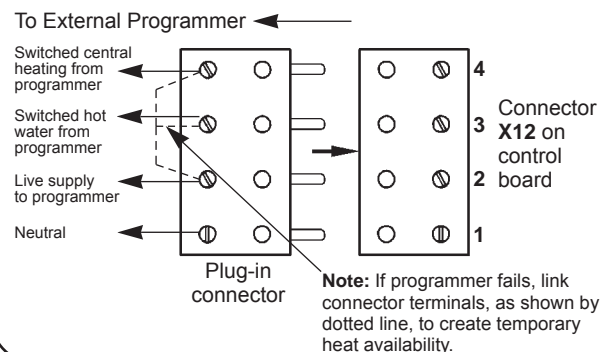 To External Programmer
Switched central
heating from
programmer
Switched hot
water from
programmer
Live supply
to programmer
Neutral
4
3
2
1
Connector
X12 on
control
board
Plug-in
connector
Note: If programmer fails, link
connector terminals, as shown by
dotted line, to create temporary
heat availability.